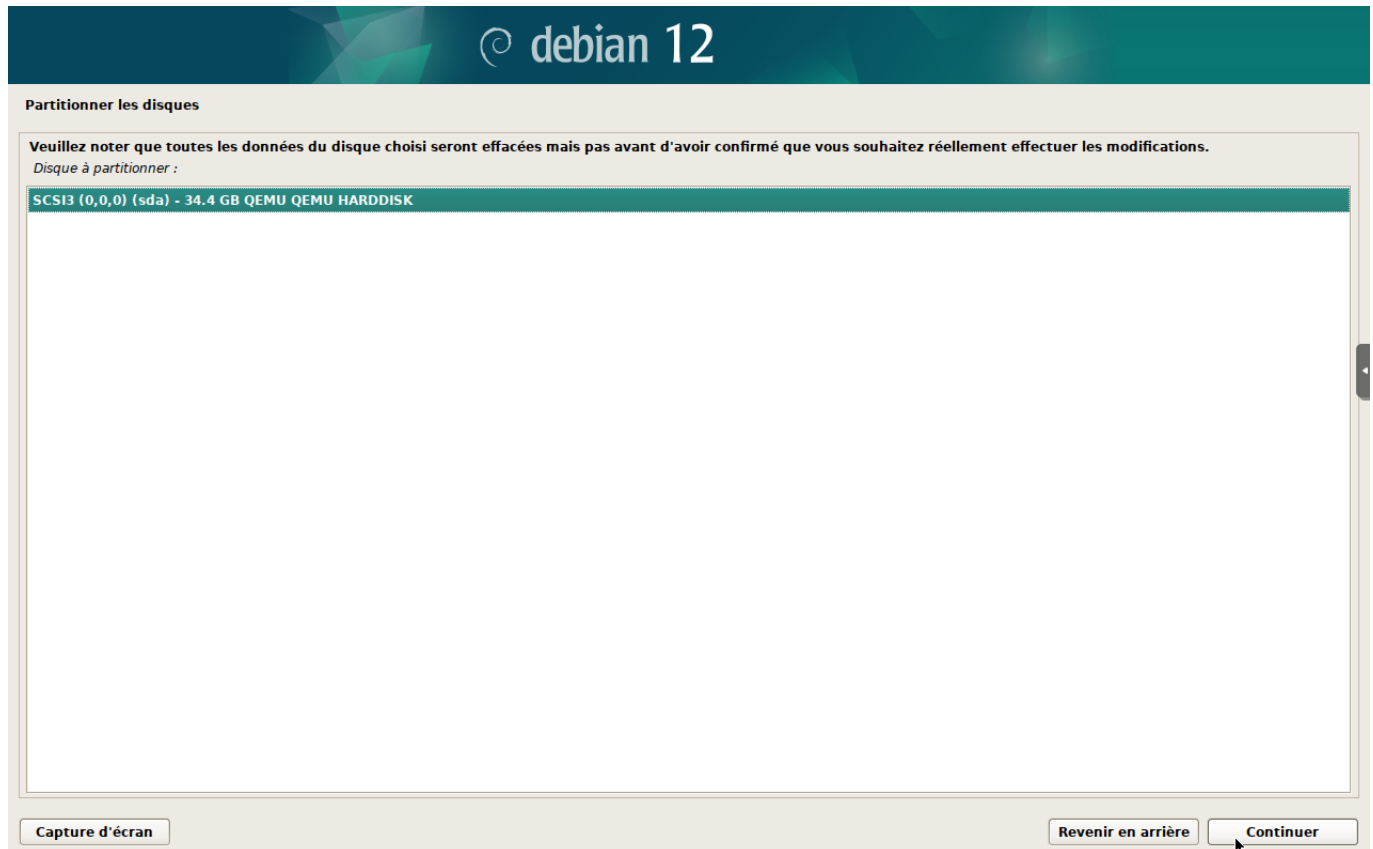 debian 12
Partitionner les disques
Veuillez noter que toutes les données du disque choisi seront effacées mais pas avant d'avoir confirmé que vous souhaitez réellement effectuer les modifications.
Disque à partitionner :
SCSI3 (0,0,0) (sda) - 34.4 GB QEMU QEMU HARDDISK
Capture d'écran
Revenir en arrière
Continuer